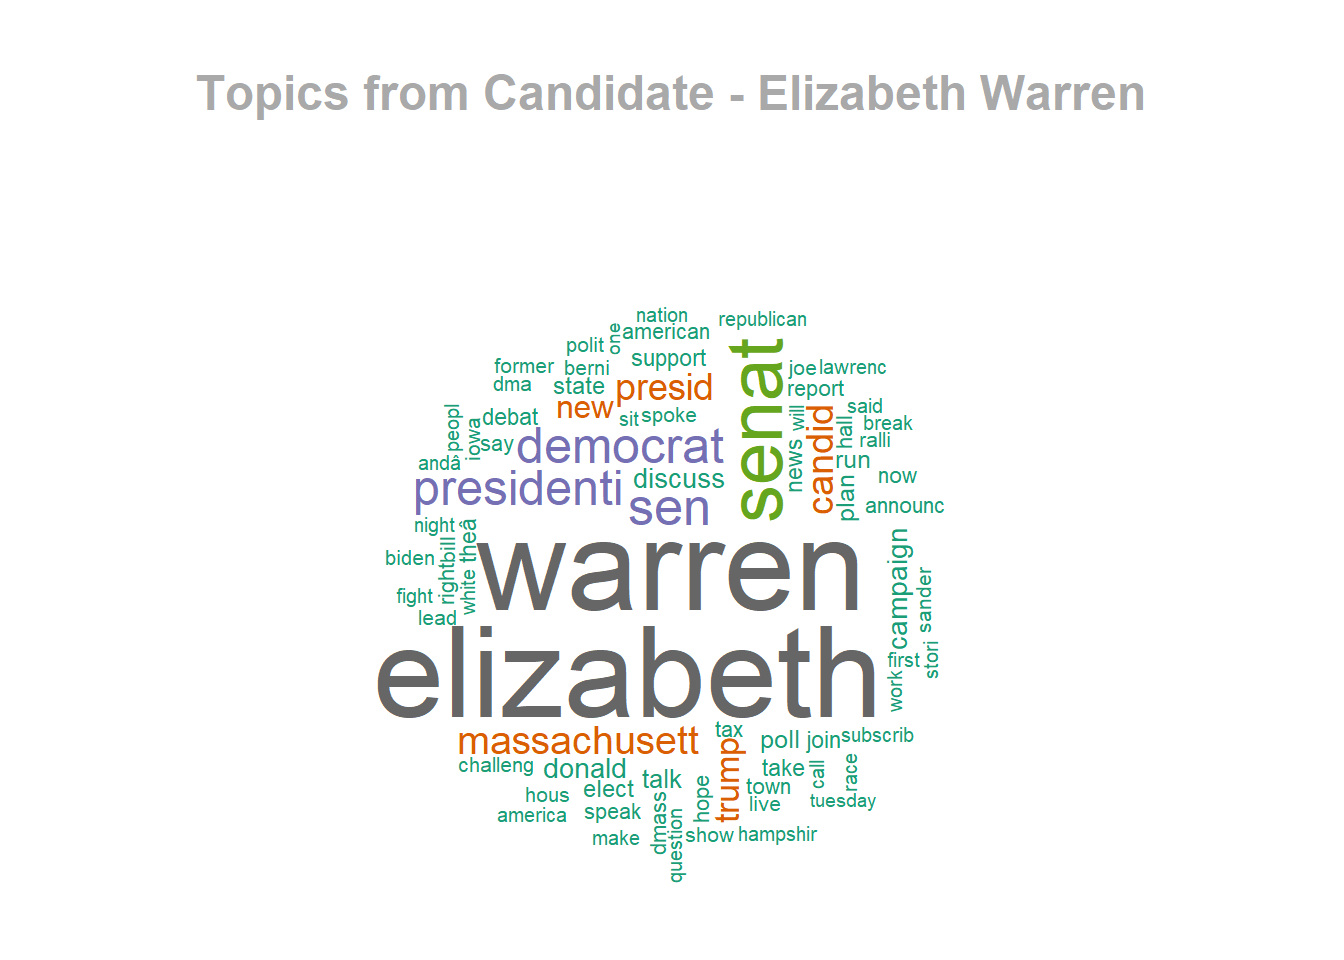 Topics from Candidate - Elizabeth Warren
nation
republican
one
american
polit
support
senat
former
berni
joe
lawrenc
dma
state
presid
report
new
candid
said
peopl
iowa
debat
sit
spoke
will
hall
break
say
democrat
ralli
andâ
news
run
presidenti
discuss
plan
now
sen
announc
night
theâ
bill
warren
campaign
biden
white
right
sander
fight
lead
elizabeth
first
stori
work
massachusett
tax
trump
poll
join
subscrib
challeng
donald
talk
take
call
race
hous
elect
hope
town
tuesday
america
speak
dmass
live
make
question
show
hampshir